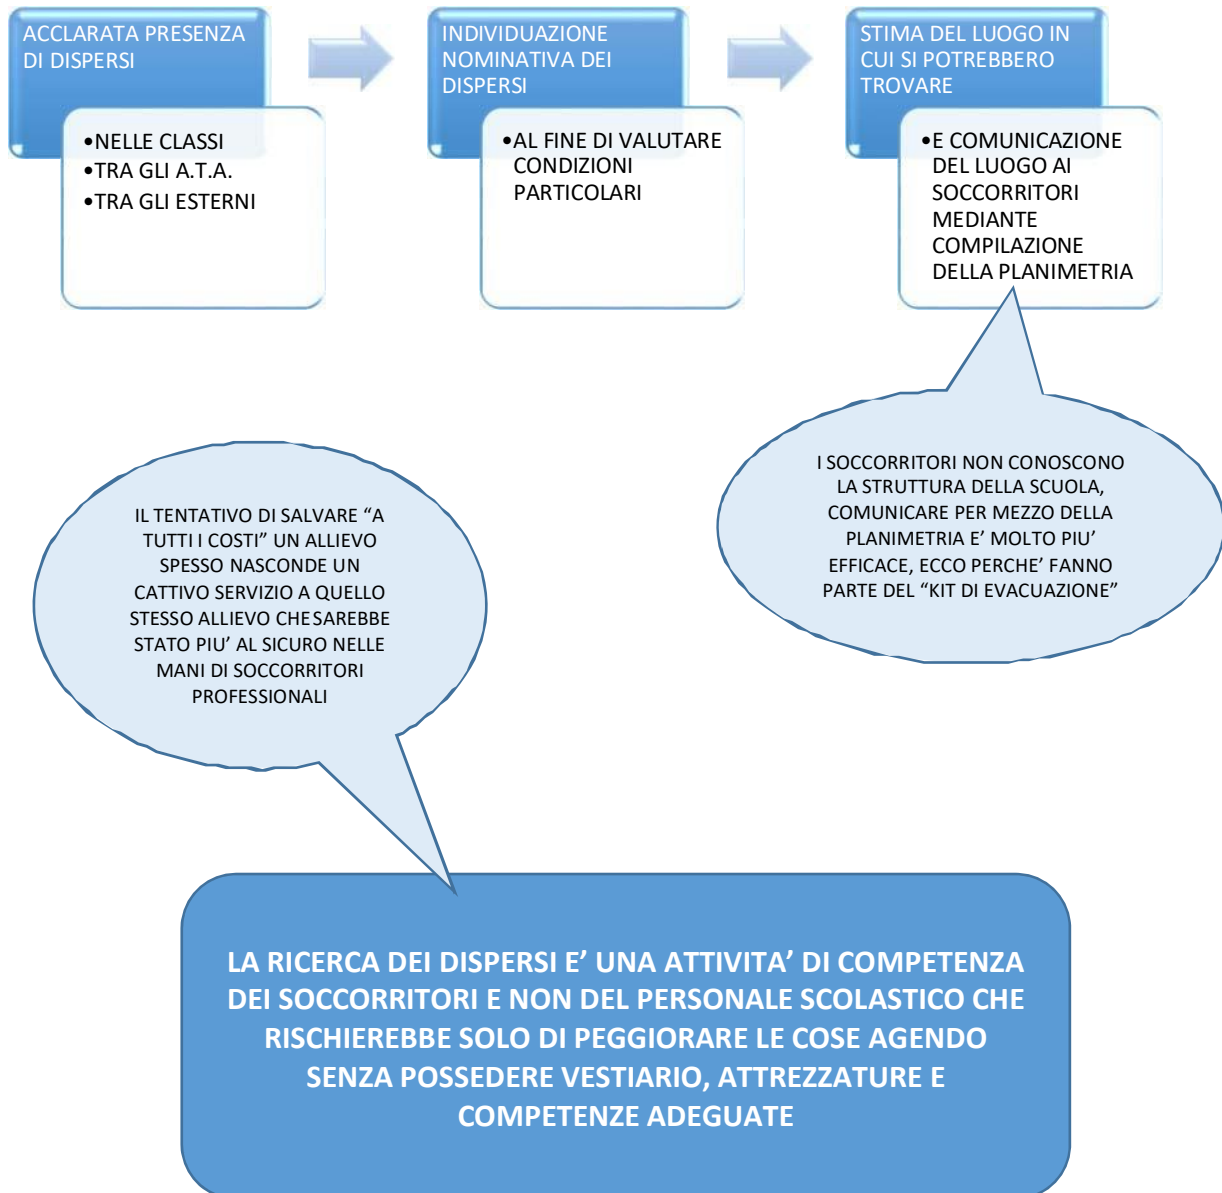 ACCLARATA PRESENZA
DI DISPERSI
•NELLE CLASSI
•TRA GLI A.T.A.
•TRA GLI ESTERNI
INDIVIDUAZIONE
NOMINATIVA DEI
DISPERSI
•AL FINE DI VALUTARE
CONDIZIONI
PARTICOLARI
STIMA DEL LUOGO IN
CUI SI POTREBBERO
TROVARE
•E COMUNICAZIONE
DEL LUOGO AI
SOCCORRITORI
MEDIANTE
COMPILAZIONE
DELLA PLANIMETRIA
I SOCCORRITORI NON CONOSCONO
LA STRUTTURA DELLA SCUOLA,
COMUNICARE PER MEZZO DELLA
PLANIMETRIA E’ MOLTO PIU’
EFFICACE, ECCO PERCHE’ FANNO
PARTE DEL “KIT DI EVACUAZIONE”
IL TENTATIVO DI SALVARE “A
TUTTI I COSTI” UN ALLIEVO
SPESSO NASCONDE UN
CATTIVO SERVIZIO A QUELLO
STESSO ALLIEVO CHE SAREBBE
STATO PIU’ AL SICURO NELLE
MANI DI SOCCORRITORI
PROFESSIONALI
LA RICERCA DEI DISPERSI E’ UNA ATTIVITA’ DI COMPETENZA
DEI SOCCORRITORI E NON DEL PERSONALE SCOLASTICO CHE
RISCHIEREBBE SOLO DI PEGGIORARE LE COSE AGENDO
SENZA POSSEDERE VESTIARIO, ATTREZZATURE E
COMPETENZE ADEGUATE